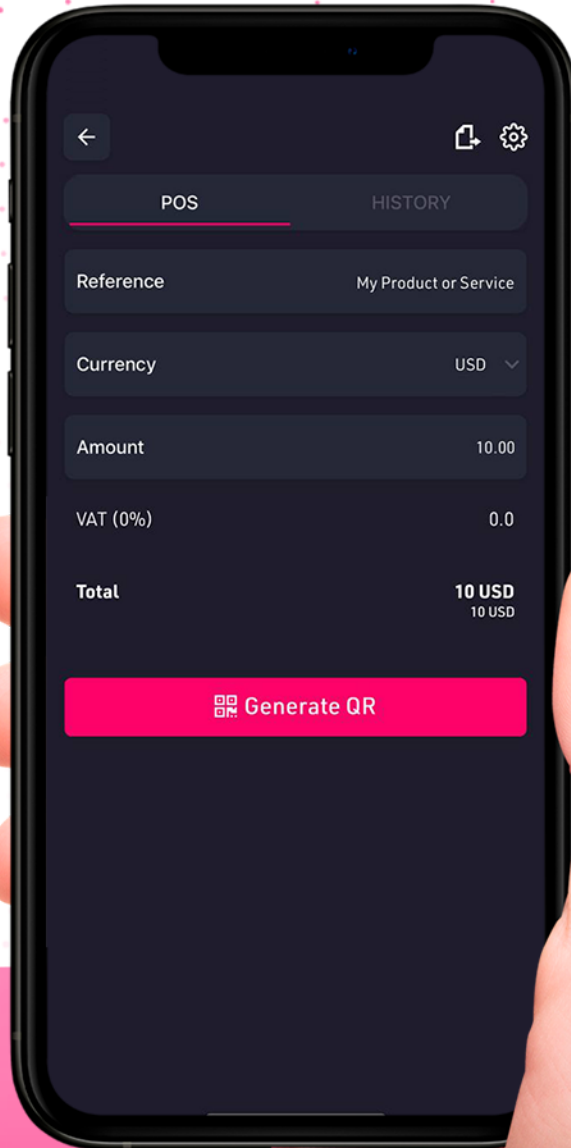 POS HISTORY
Reference My Product or Service
Currency USD
Amount 10.00
VAT (0%) 0.0
Total 10 USD
10 USD
Generate QR